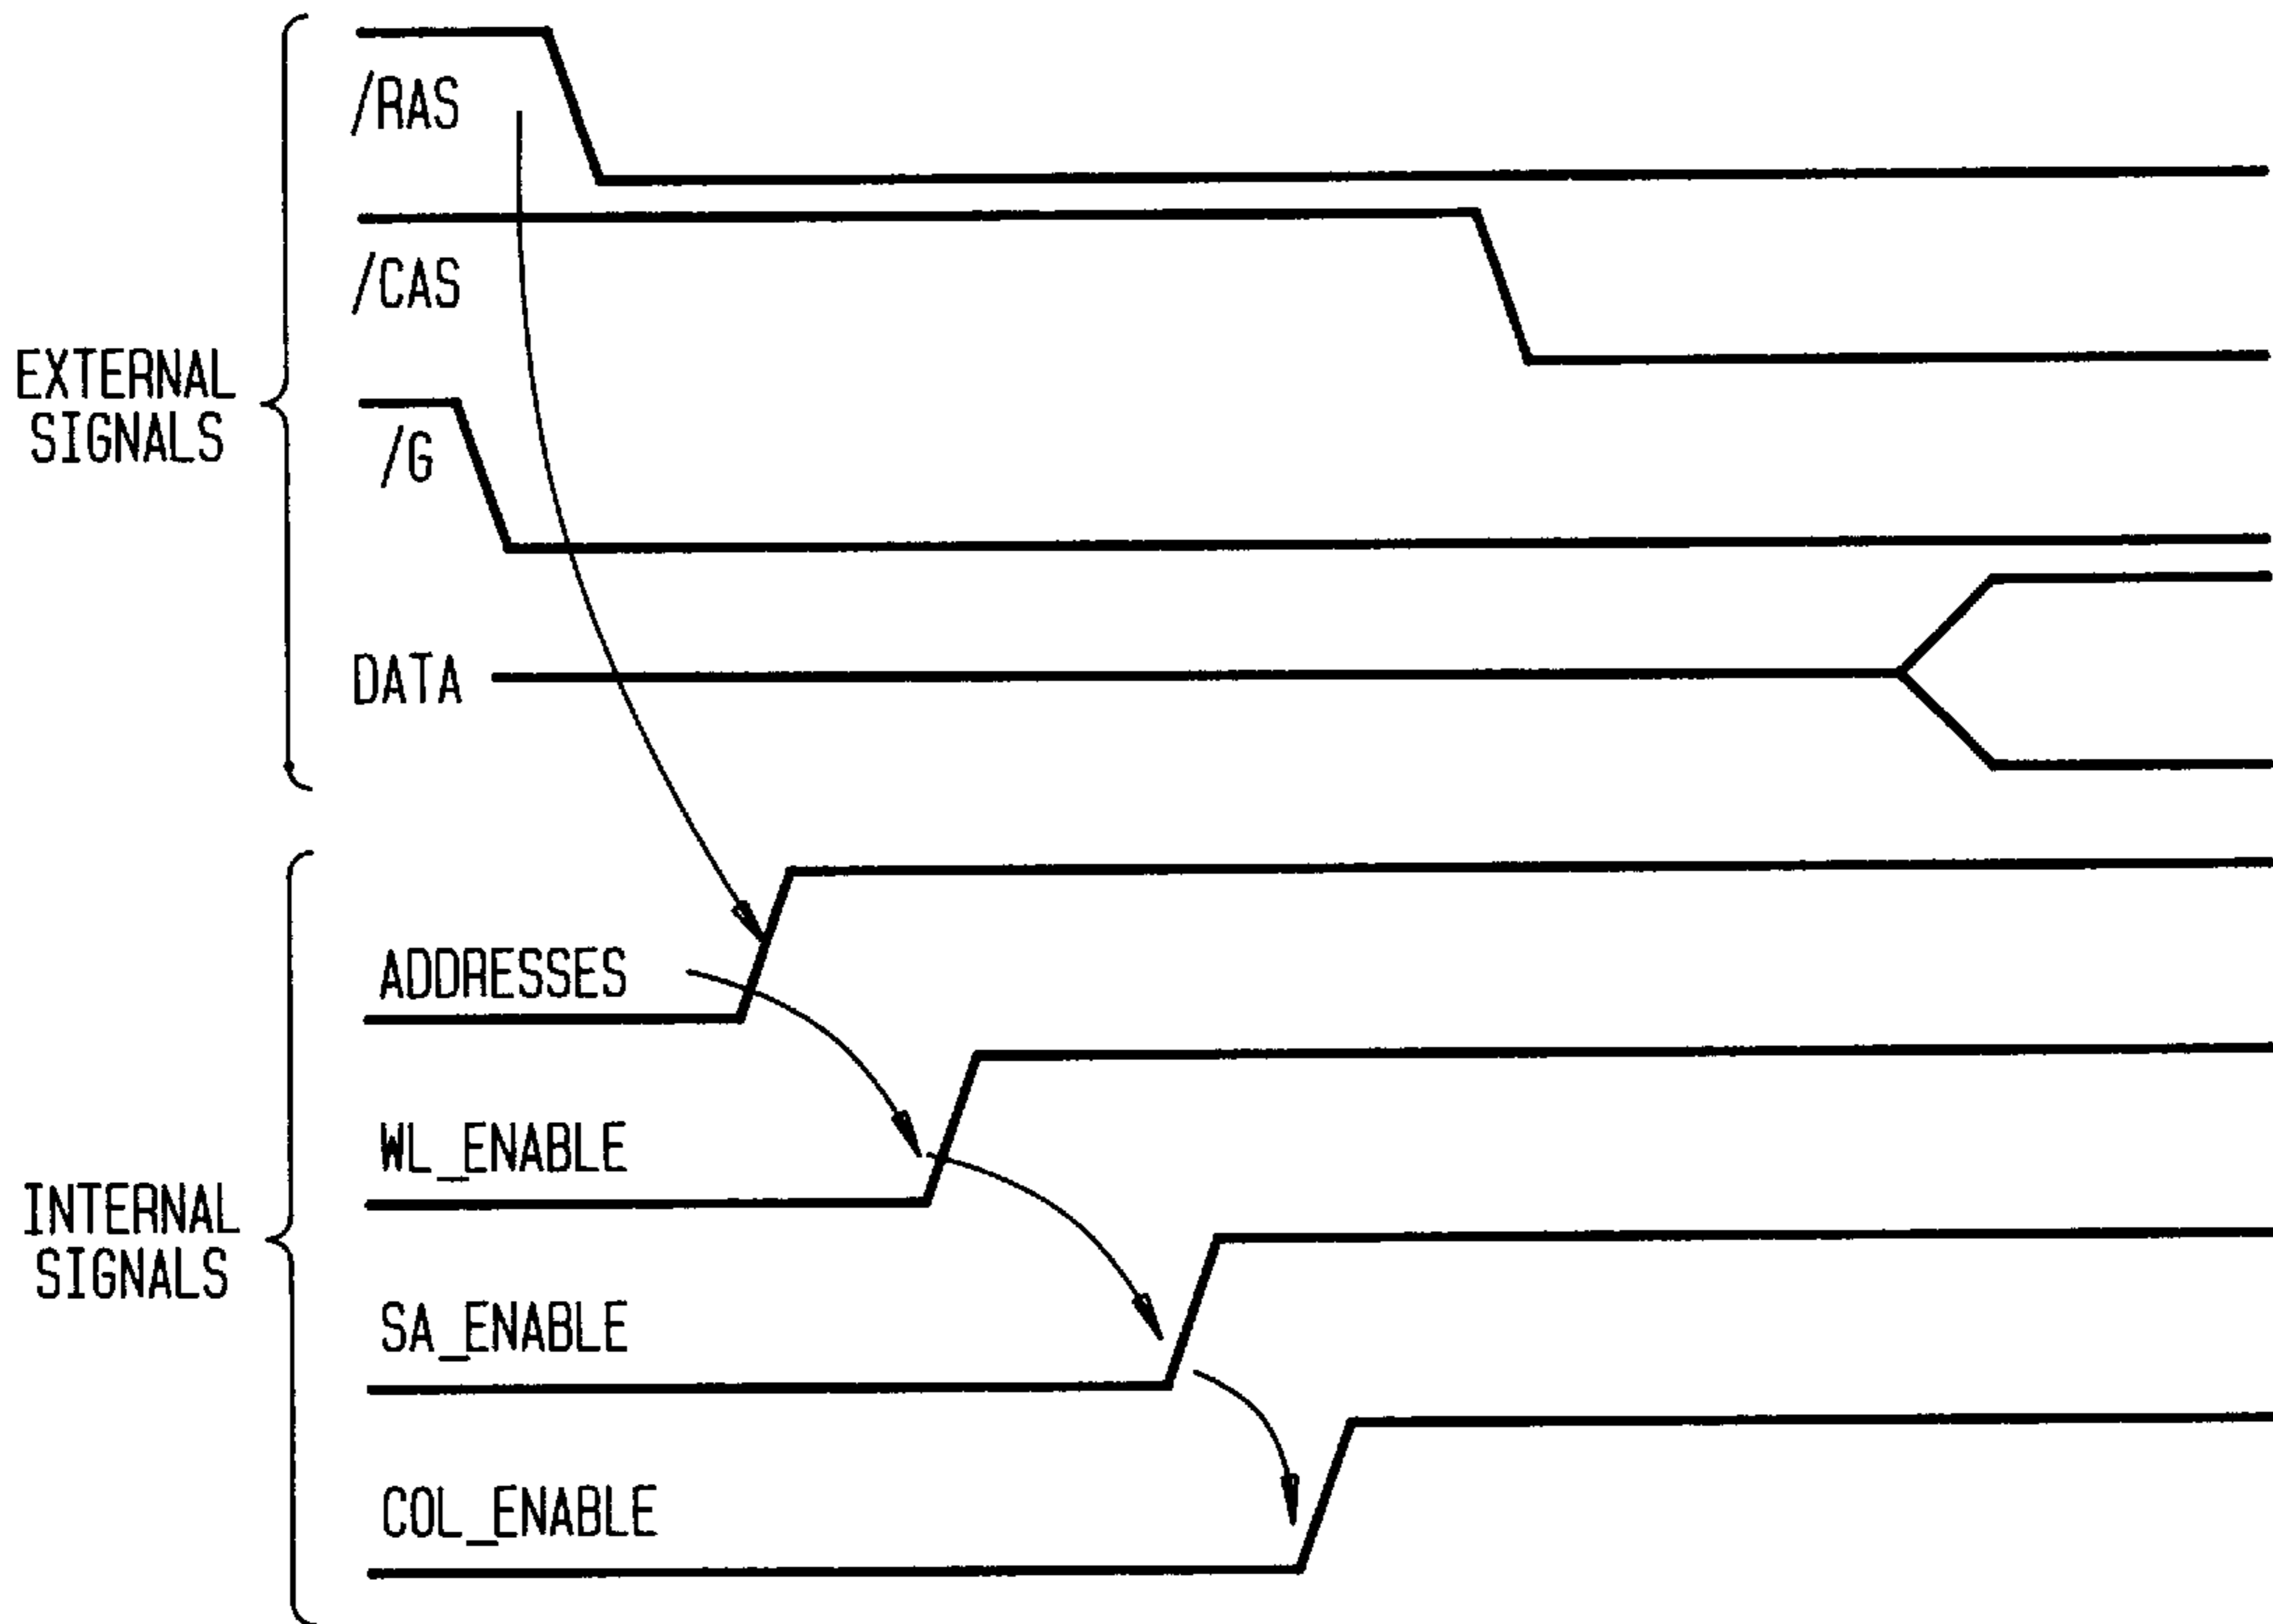 /RAS
/CAS
EXTERNAL
SIGNALS
/G
DATA
ADDRESSES
WL_ENABLE
INTERNAL
SIGNALS
SA_ENABLE
COL_ENABLE